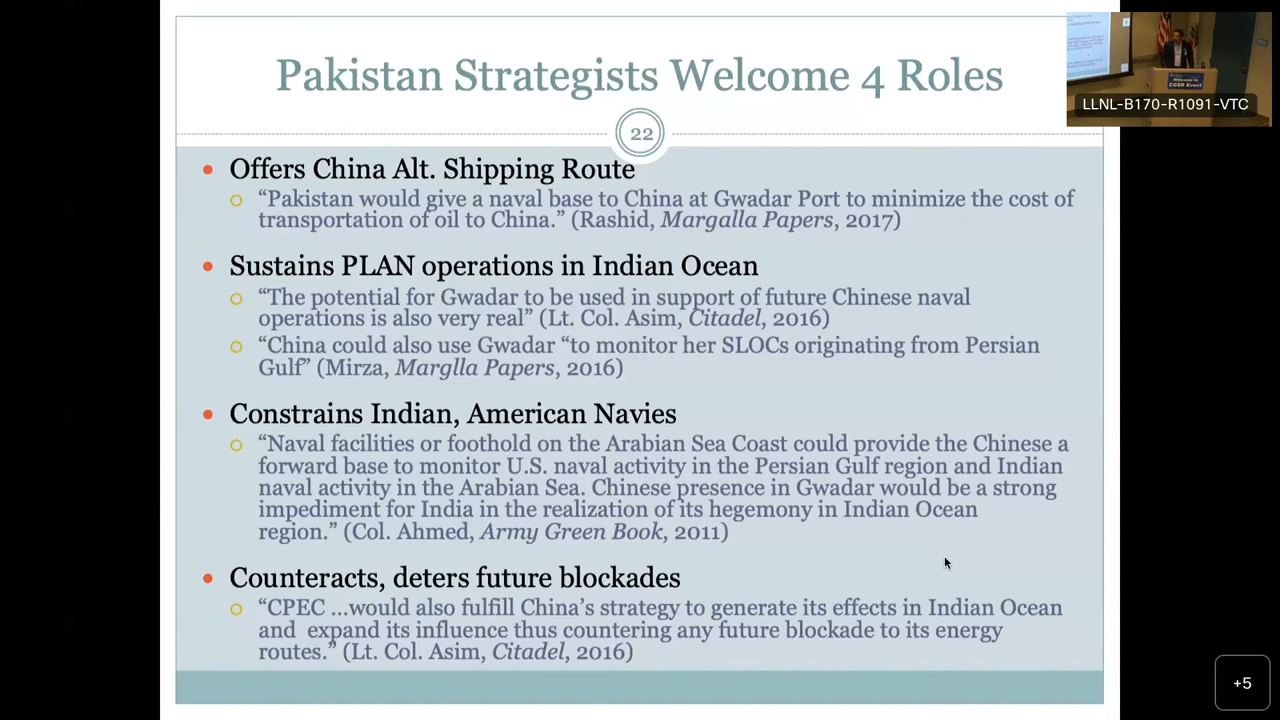 Pakistan Strategists Welcome 4 Roles
22
• Offers China Alt. Shipping Route
“Pakistan would give a naval base to China at Gwadar Port to minimize the cost of
transportation of oil to China.” (Rashid, Margalla Papers, 2017)
• Sustains PLAN operations in Indian Ocean
“The potential for Gwadar to be used in support of future Chinese naval
operations is also very real” (Lt. Col. Asim, Citadel, 2016)
“China could also use Gwadar “to monitor her SLOCs originating from Persian
Gulf” (Mirza, Marglla Papers, 2016)
• Constrains Indian, American Navies
“Naval facilities or foothold on the Arabian Sea Coast could provide the Chinese a
forward base to monitor U.S. naval activity in the Persian Gulf region and Indian
naval activity in the Arabian Sea. Chinese presence in Gwadar would be a strong
impediment for India in the realization of its hegemony in Indian Ocean
region.” (Col. Ahmed, Army Green Book, 2011)
• Counteracts, deters future blockades
“CPEC …would also fulfill China’s strategy to generate its effects in Indian Ocean
and  expand its influence thus countering any future blockade to its energy
routes.” (Lt. Col. Asim, Citadel, 2016)
Welcome to
CGSR Event
LLNL-B170-R1091-VTC
+5